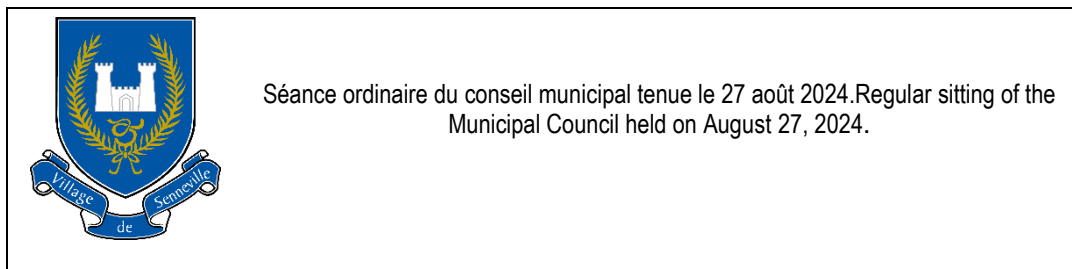 Séance ordinaire du conseil municipal tenue le 27 août 2024.Regular sitting of the
Municipal Council held on August 27, 2024.
Village
de
Senneville